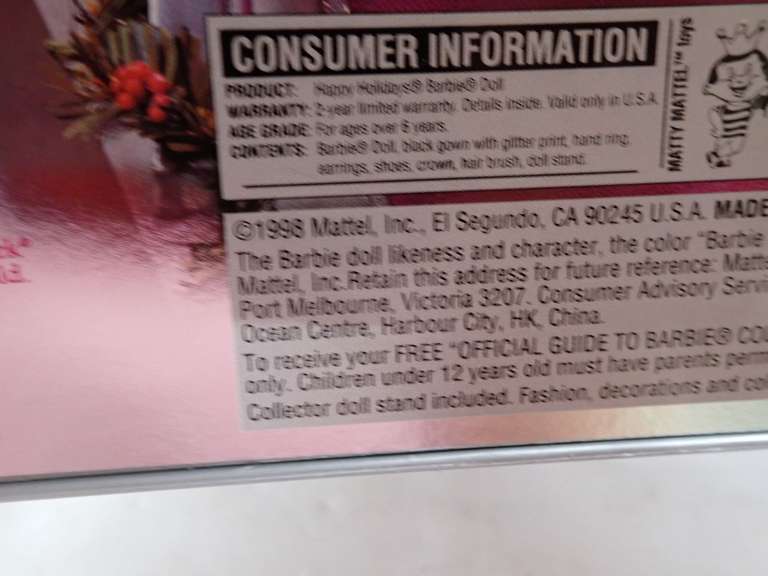 CONSUMER INFORMATION
PRODUCT: Happy Holidays® Barbie® Doll
WARRANTY: 2-year limited warranty. Details inside. Valid only in U.S.A.
AGE GRADE: For ages over 6 years.
CONTENTS: Barbie® Doll, black gown with glitter print, hand ring,
earrings, shoes, crown, hair brush, doll stand.
MATTY MATTEL™ toys
©1998 Mattel, Inc., El Segundo, CA 90245 U.S.A. MADE
The Barbie doll likeness and character, the color "Barbie
Mattel, Inc.Retain this address for future reference: Matte
Port Melbourne, Victoria 3207. Consumer Advisory Servi
Ocean Centre, Harbour City, HK, China.
To receive your FREE "OFFICIAL GUIDE TO BARBIE® COL
only. Children under 12 years old must have parents perm
Collector doll stand included. Fashion, decorations and col